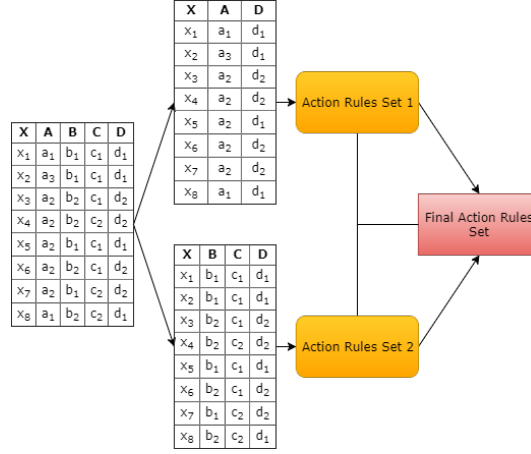 X A B C D
x₁ a₁ b₁ c₁ d₁
x₂ a₃ b₁ c₁ d₁
x₃ a₂ b₂ c₁ d₂
x₄ a₂ b₂ c₂ d₂
x₅ a₂ b₁ c₁ d₁
x₆ a₂ b₂ c₁ d₂
x₇ a₂ b₁ c₂ d₂
x₈ a₁ b₂ c₂ d₁
X A D
x₁ a₁ d₁
x₂ a₃ d₁
x₃ a₂ d₂
x₄ a₂ d₂
x₅ a₂ d₁
x₆ a₂ d₂
x₇ a₂ d₂
x₈ a₁ d₁
X B C D
x₁ b₁ c₁ d₁
x₂ b₁ c₁ d₁
x₃ b₂ c₁ d₂
x₄ b₂ c₂ d₂
x₅ b₁ c₁ d₁
x₆ b₂ c₁ d₂
x₇ b₁ c₂ d₂
x₈ b₂ c₂ d₁
Action Rules Set 1
Action Rules Set 2
Final Action Rules
Set